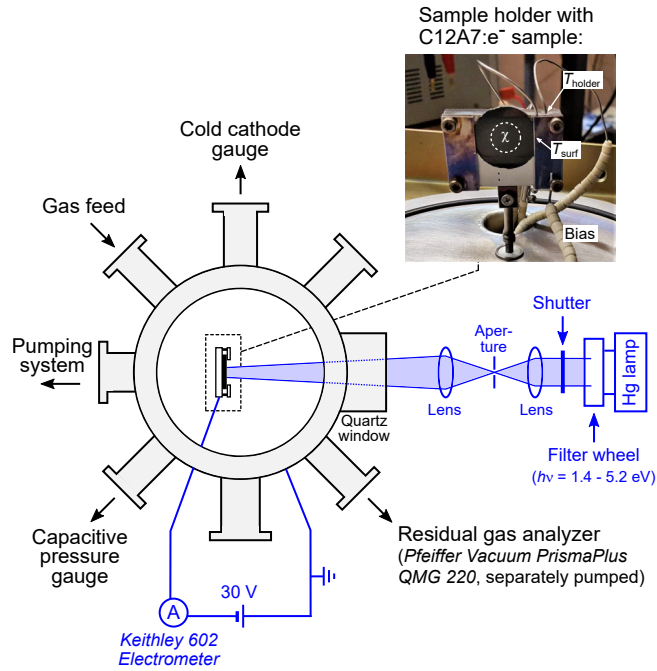 Sample holder with
C12A7:e⁻ sample:
T_holder
χ
T_surf
Bias
Cold cathode
gauge
Gas feed
Pumping
system
Capacitive
pressure
gauge
Quartz
window
Lens
Aper-
ture
Lens
Shutter
Hg lamp
Filter wheel
(hν = 1.4 - 5.2 eV)
Residual gas analyzer
(Pfeiffer Vacuum PrismaPlus
QMG 220, separately pumped)
30 V
A
Keithley 602
Electrometer